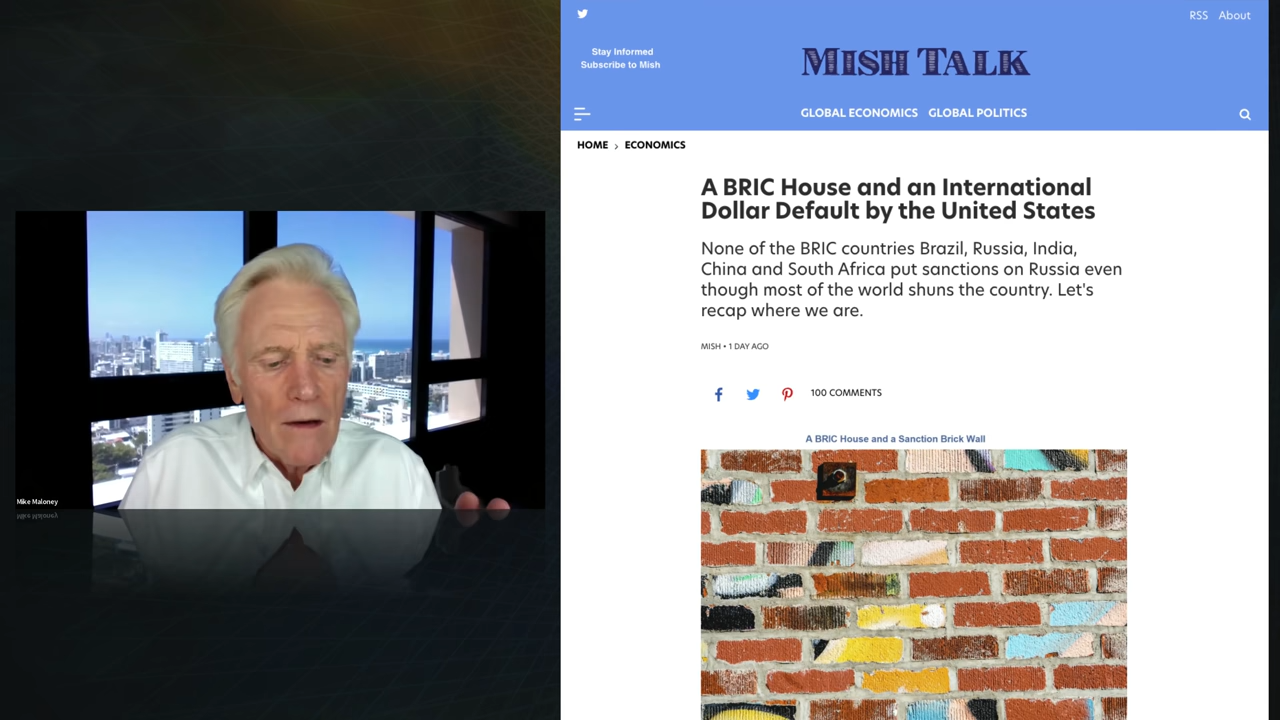 Mike Maloney
RSS About
Stay Informed
Subscribe to Mish
MISH TALK
GLOBAL ECONOMICS GLOBAL POLITICS
HOME > ECONOMICS
A BRIC House and an International
Dollar Default by the United States
None of the BRIC countries Brazil, Russia, India,
China and South Africa put sanctions on Russia even
though most of the world shuns the country. Let's
recap where we are.
MISH • 1 DAY AGO
100 COMMENTS
A BRIC House and a Sanction Brick Wall